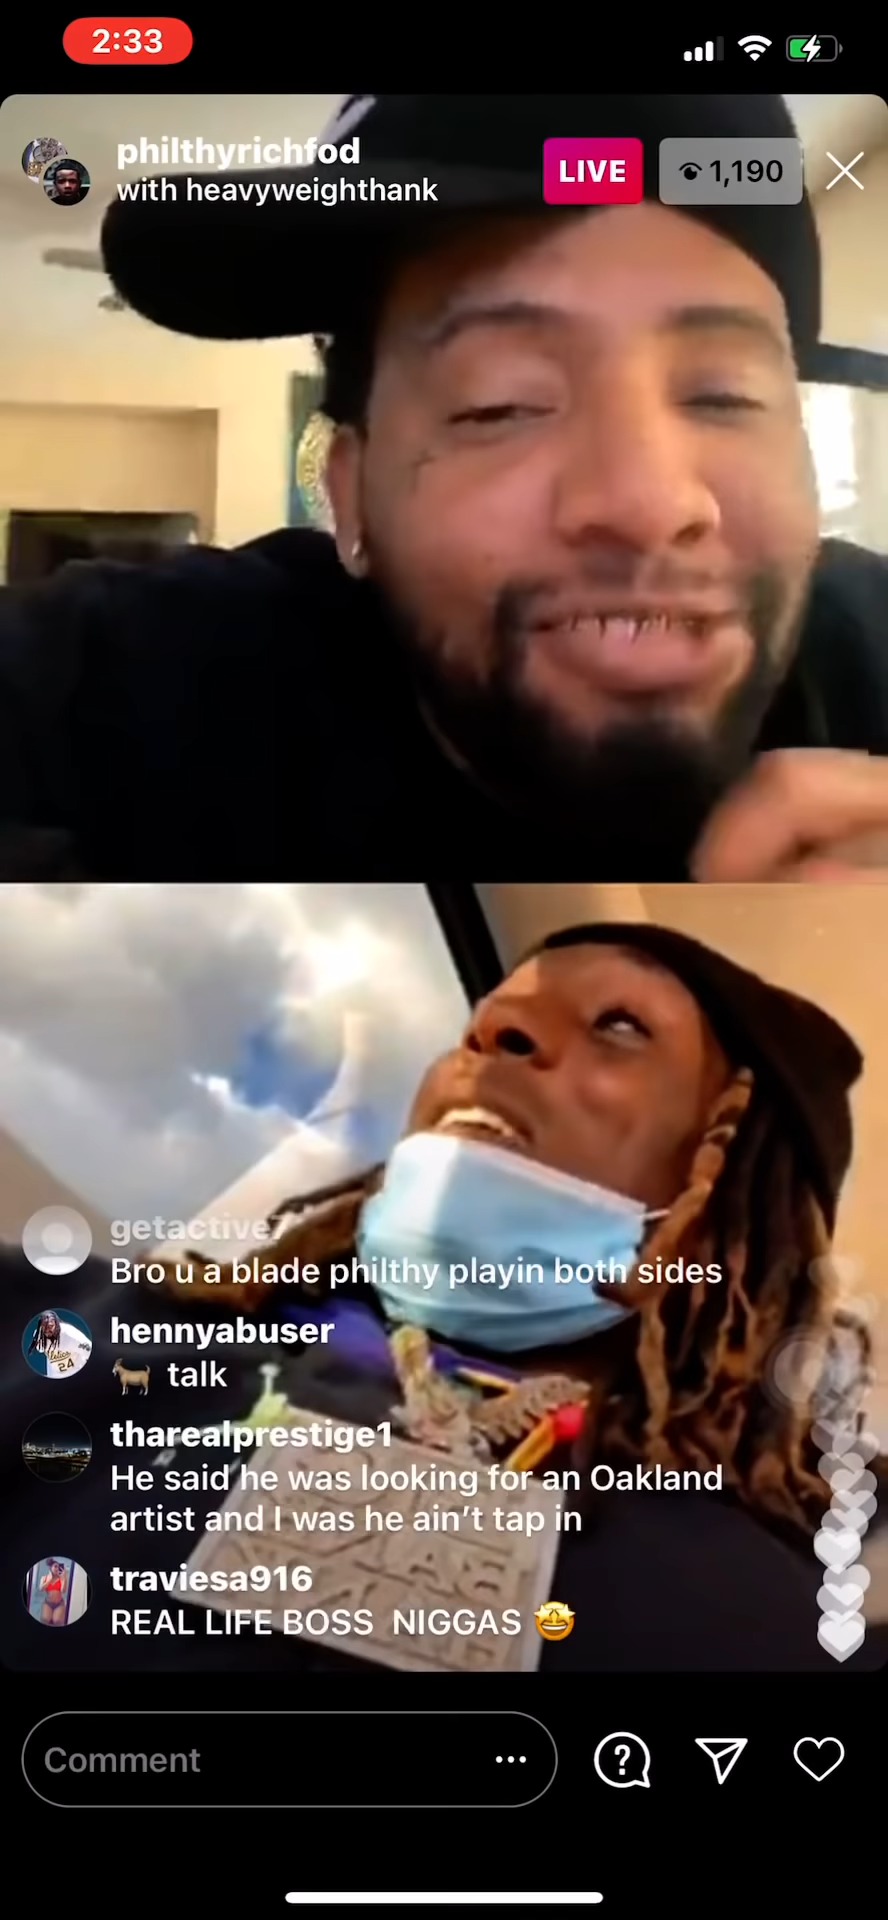 2:33
philthyrichfod
with heavyweighthank
LIVE
1,190
getactive7
Bro u a blade philthy playin both sides
hennyabuser
🐐 talk
tharealprestige1
He said he was looking for an Oakland
artist and I was he ain't tap in
traviesa916
REAL LIFE BOSS NIGGAS 🤩
Comment